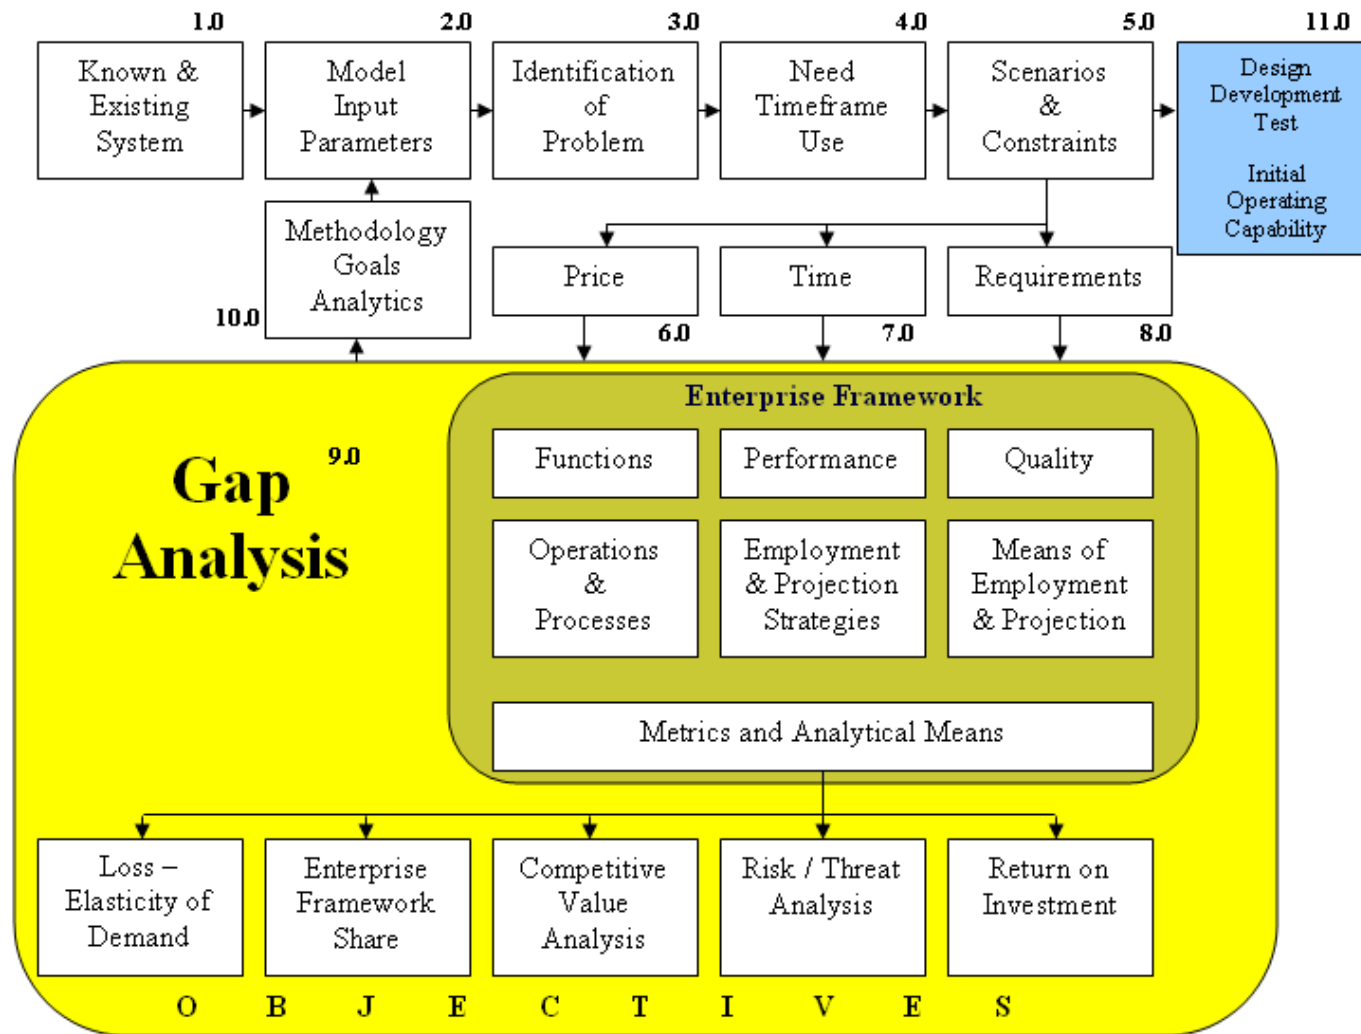 1.0
2.0
3.0
4.0
5.0
11.0
Known &
Existing
System
Model
Input
Parameters
Identification
of
Problem
Need
Timeframe
Use
Scenarios
&
Constraints
Design
Development
Test
Initial
Operating
Capability
Methodology
Goals
Analytics
10.0
Price
6.0
Time
7.0
Requirements
8.0
Gap
Analysis
9.0
Enterprise Framework
Functions
Performance
Quality
Operations
&
Processes
Employment
& Projection
Strategies
Means of
Employment
& Projection
Metrics and Analytical Means
Loss –
Elasticity of
Demand
Enterprise
Framework
Share
Competitive
Value
Analysis
Risk / Threat
Analysis
Return on
Investment
O B J E C T I V E S